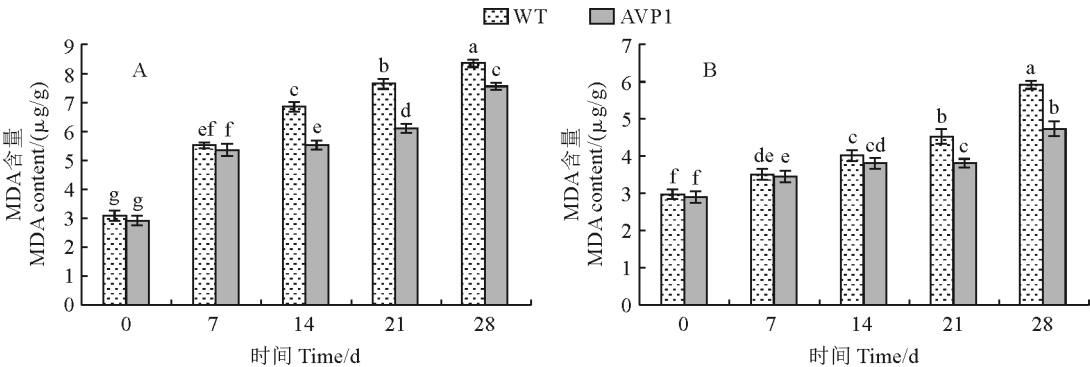 WT AVP1
A
MDA含量
MDA content/(μg/g)
9
8
7
6
5
4
3
2
1
0
g g ef f c e b d a c
0 7 14 21 28
时间 Time/d
B
MDA含量
MDA content/(μg/g)
7
6
5
4
3
2
1
0
f f de e c cd b c a b
0 7 14 21 28
时间 Time/d